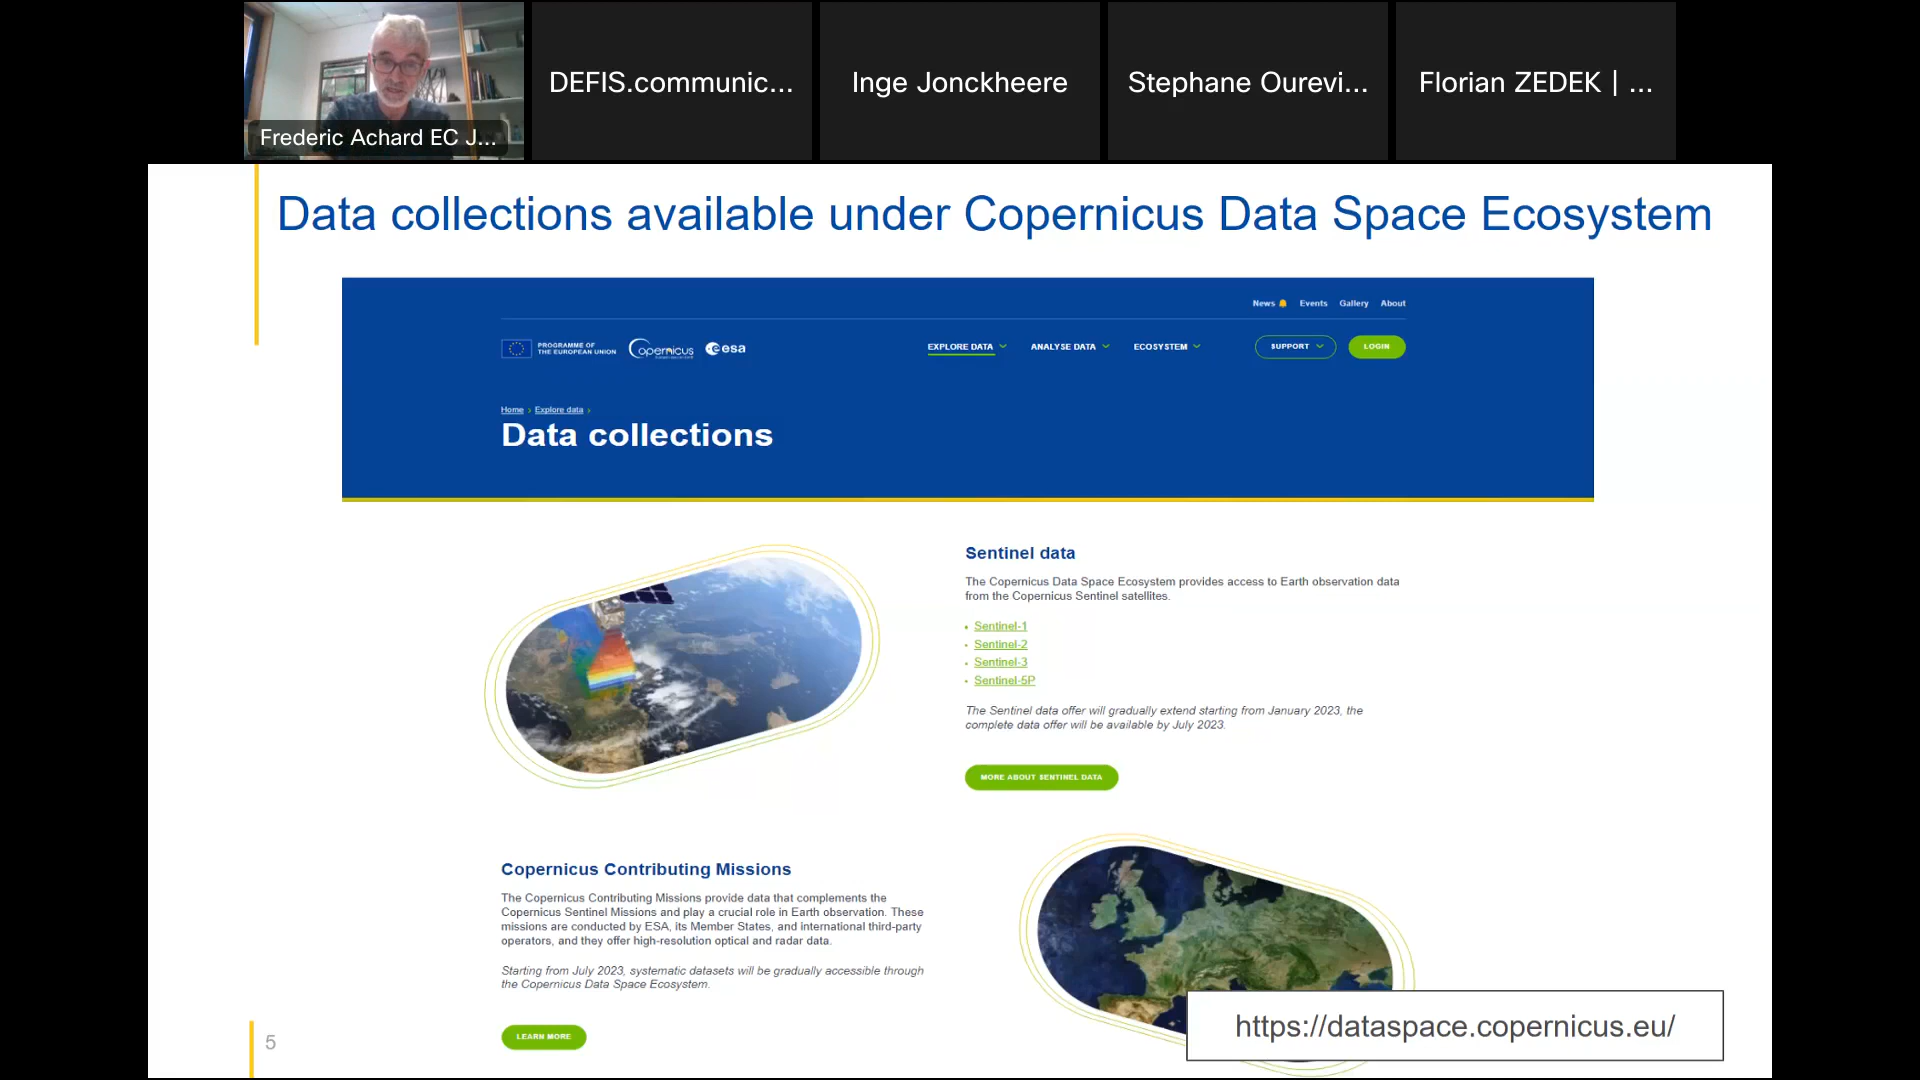 Frederic Achard EC J...
DEFIS.communic...
Inge Jonckheere
Stephane Ourevi...
Florian ZEDEK | ...
Data collections available under Copernicus Data Space Ecosystem
News
Events
Gallery
About
PROGRAMME OF
THE EUROPEAN UNION
Copernicus
esa
EXPLORE DATA
ANALYSE DATA
ECOSYSTEM
SUPPORT
LOGIN
Home › Explore data ›
Data collections
Sentinel data
The Copernicus Data Space Ecosystem provides access to Earth observation data
from the Copernicus Sentinel satellites.
• Sentinel-1
• Sentinel-2
• Sentinel-3
• Sentinel-5P
The Sentinel data offer will gradually extend starting from January 2023, the
complete data offer will be available by July 2023.
MORE ABOUT SENTINEL DATA
Copernicus Contributing Missions
The Copernicus Contributing Missions provide data that complements the
Copernicus Sentinel Missions and play a crucial role in Earth observation. These
missions are conducted by ESA, its Member States, and international third-party
operators, and they offer high-resolution optical and radar data.
Starting from July 2023, systematic datasets will be gradually accessible through
the Copernicus Data Space Ecosystem.
LEARN MORE
https://dataspace.copernicus.eu/
5